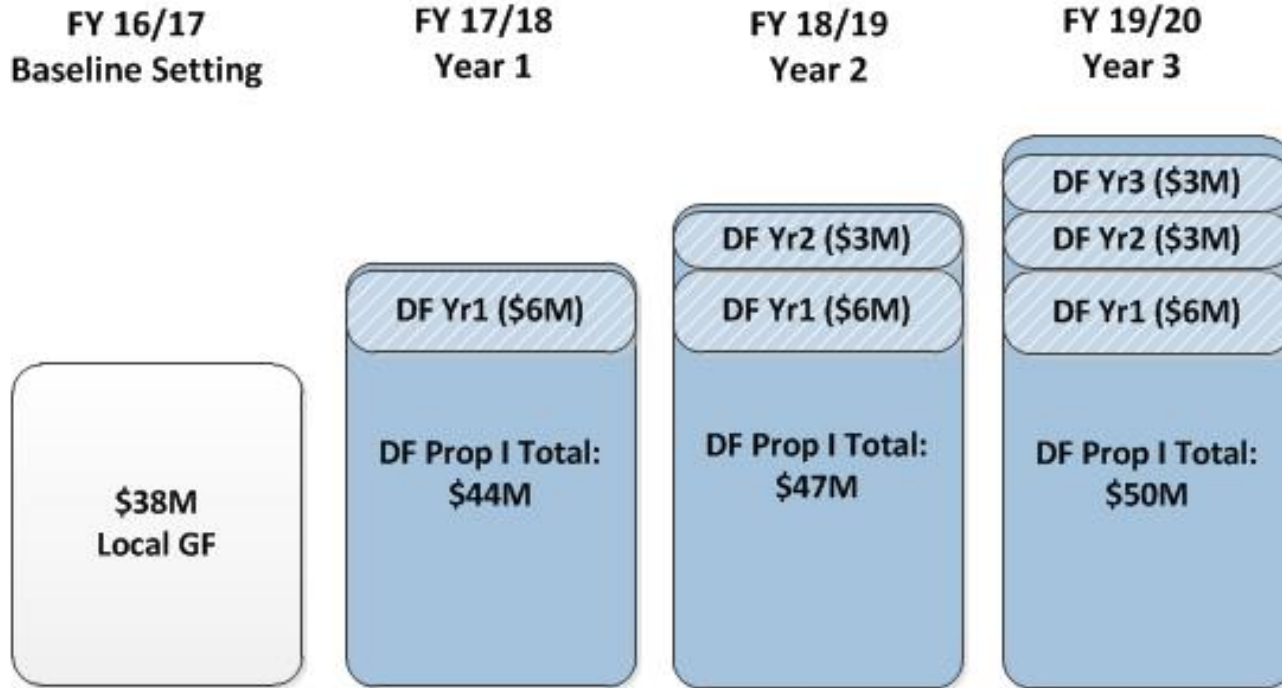 FY 16/17
Baseline Setting
FY 17/18
Year 1
FY 18/19
Year 2
FY 19/20
Year 3
$38M
Local GF
DF Yr1 ($6M)
DF Prop I Total:
$44M
DF Yr2 ($3M)
DF Yr1 ($6M)
DF Prop I Total:
$47M
DF Yr3 ($3M)
DF Yr2 ($3M)
DF Yr1 ($6M)
DF Prop I Total:
$50M